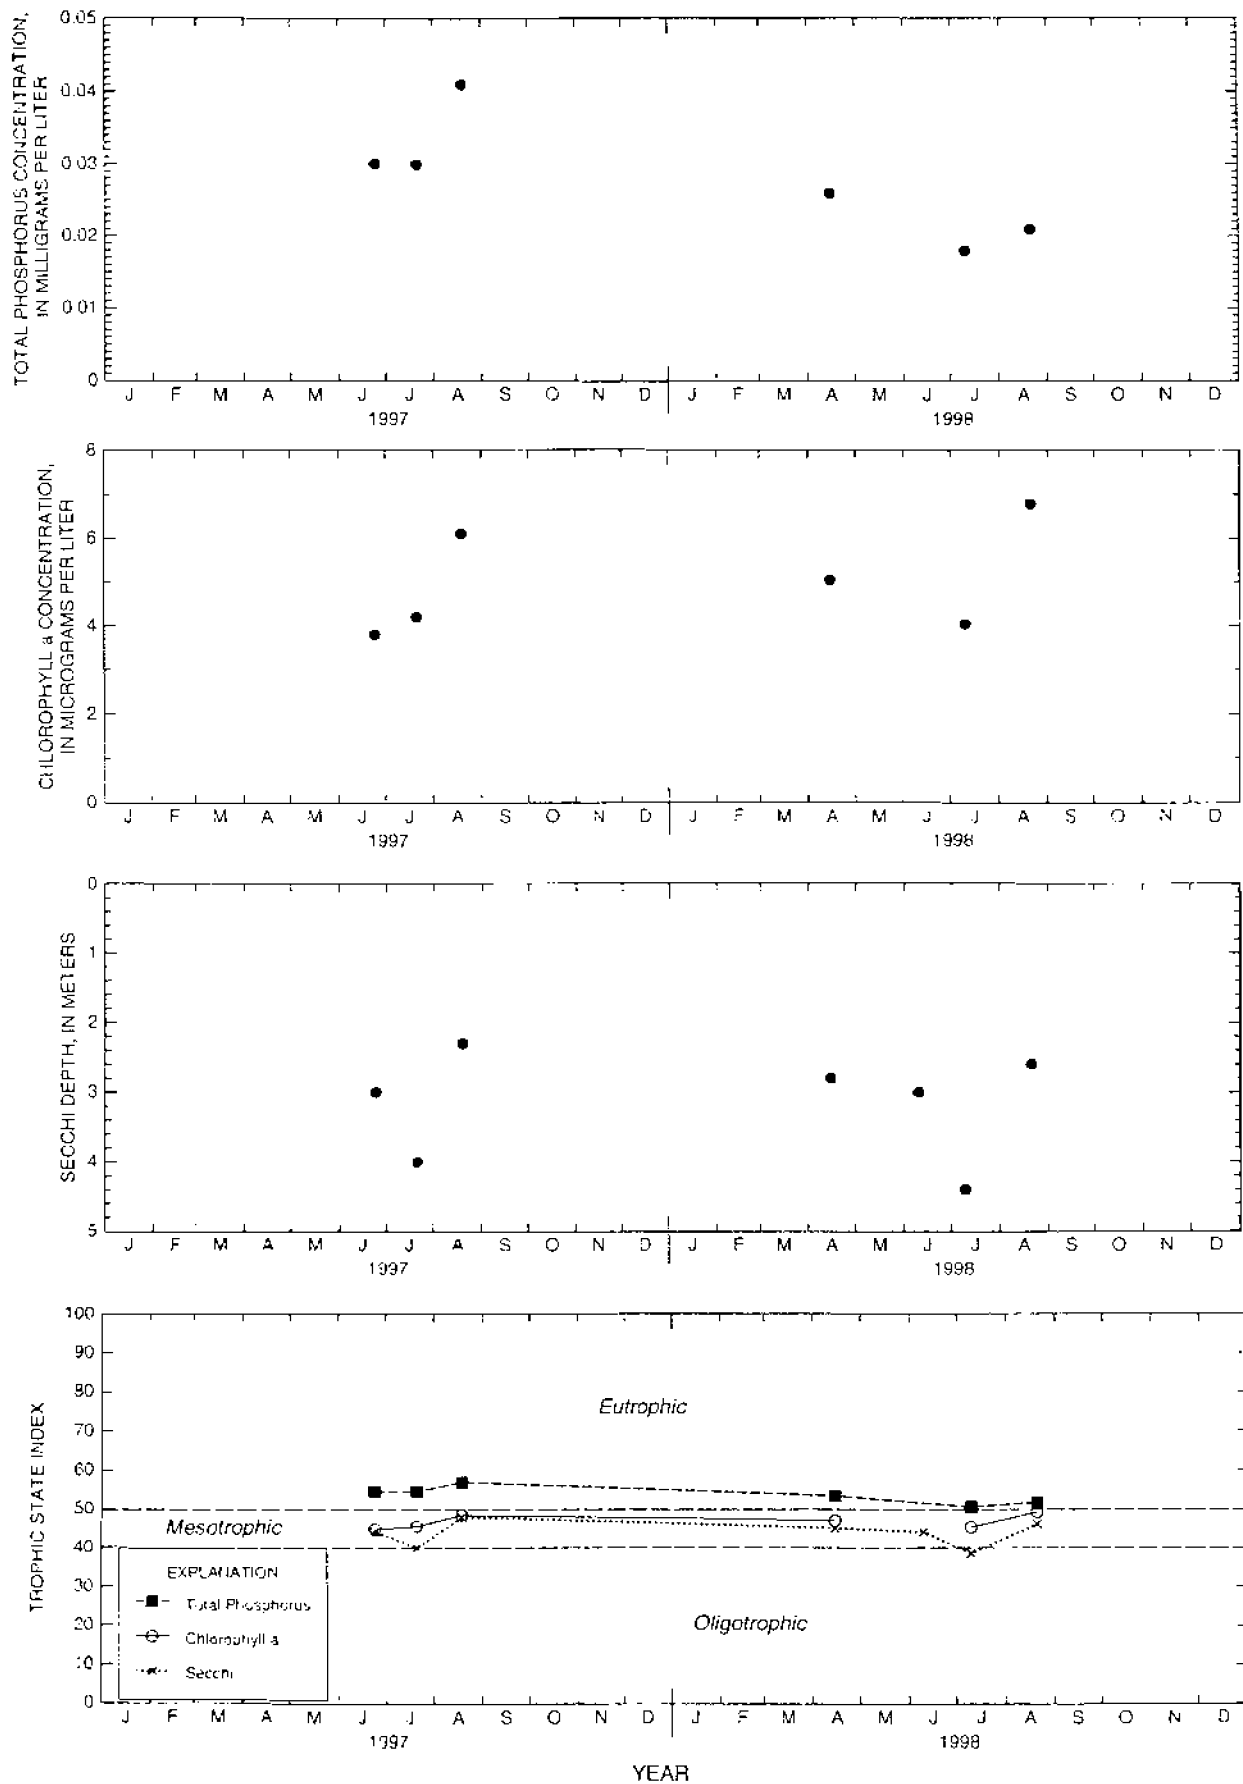 TOTAL PHOSPHORUS CONCENTRATION,
IN MILLIGRAMS PER LITER
0.05
0.04
0.03
0.02
0.01
0
J F M A M J J A S O N D J F M A M J J A S O N D
1997 1998
CHLOROPHYLL a CONCENTRATION,
IN MICROGRAMS PER LITER
8
6
4
2
0
J F M A M J J A S O N D J F M A M J J A S O N D
1997 1998
SECCHI DEPTH, IN METERS
0
1
2
3
4
5
J F M A M J J A S O N D J F M A M J J A S O N D
1997 1998
TROPHIC STATE INDEX
100
90
80
70
60
50
40
30
20
10
0
Eutrophic
Mesotrophic
Oligotrophic
EXPLANATION
Total Phosphorus
Chlorophyll a
Secchi
J F M A M J J A S O N D J F M A M J J A S O N D
1997 1998
YEAR